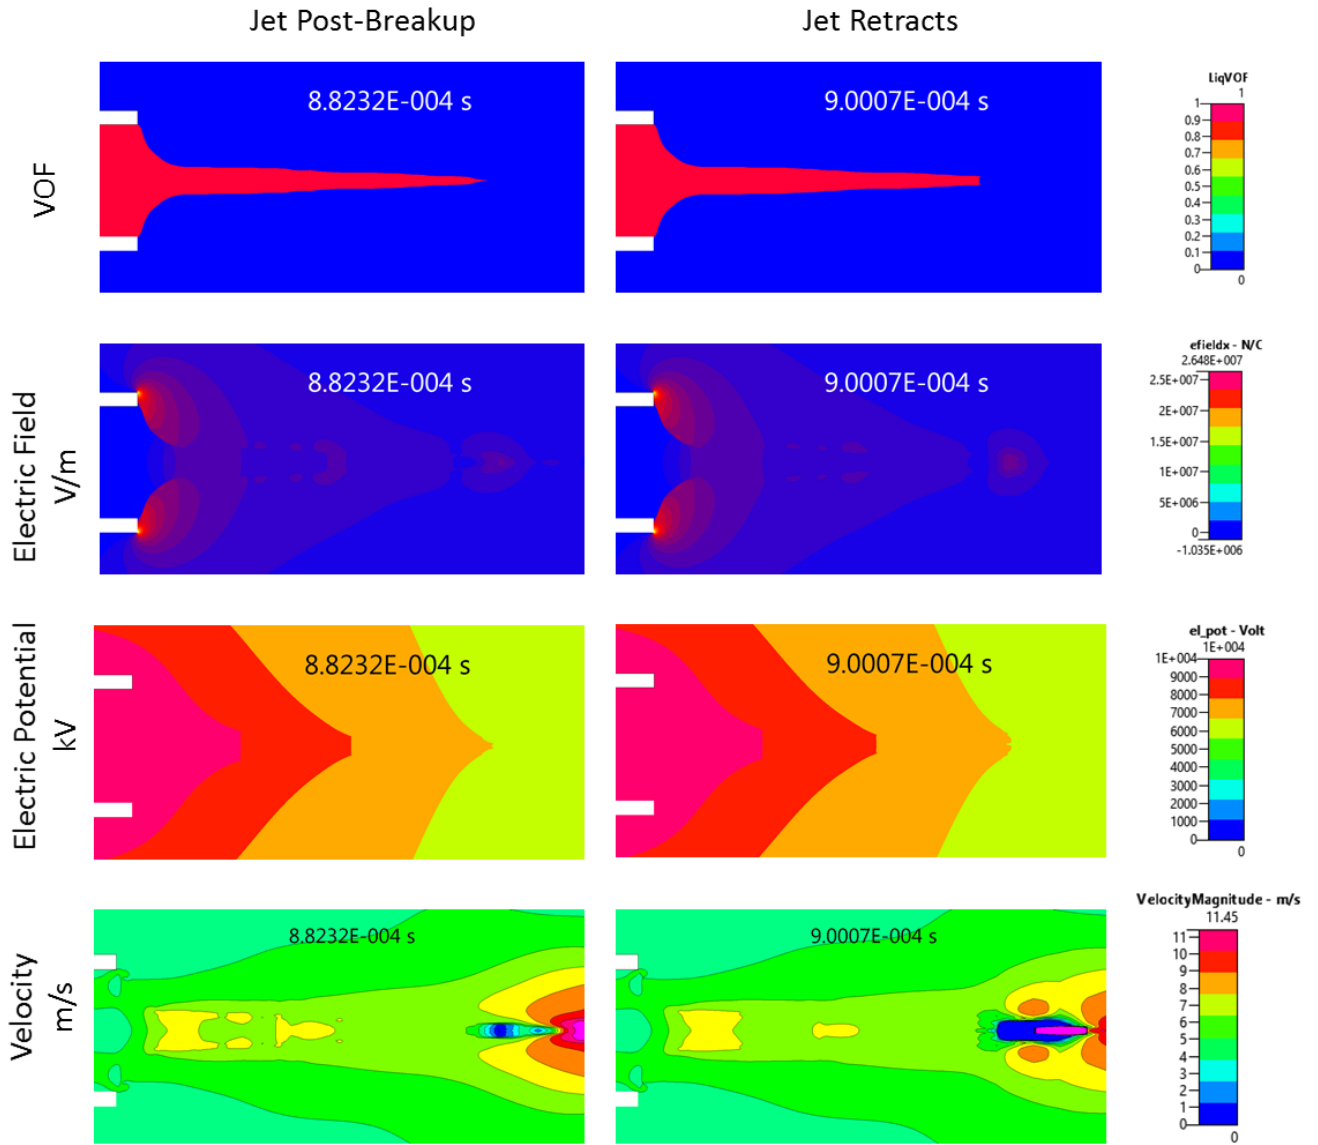 Jet Post-Breakup
Jet Retracts
VOF
8.8232E-004 s
9.0007E-004 s
LiqVOF
1
1
0.9
0.8
0.7
0.6
0.5
0.4
0.3
0.2
0.1
0
0
Electric Field
V/m
8.8232E-004 s
9.0007E-004 s
efieldx - N/C
2.648E+007
2.5E+007
2E+007
1.5E+007
1E+007
5E+006
0
-1.035E+006
Electric Potential
kV
8.8232E-004 s
9.0007E-004 s
el_pot - Volt
1E+004
1E+004
9000
8000
7000
6000
5000
4000
3000
2000
1000
0
0
Velocity
m/s
8.8232E-004 s
9.0007E-004 s
VelocityMagnitude - m/s
11.45
11
10
9
8
7
6
5
4
3
2
1
0
0